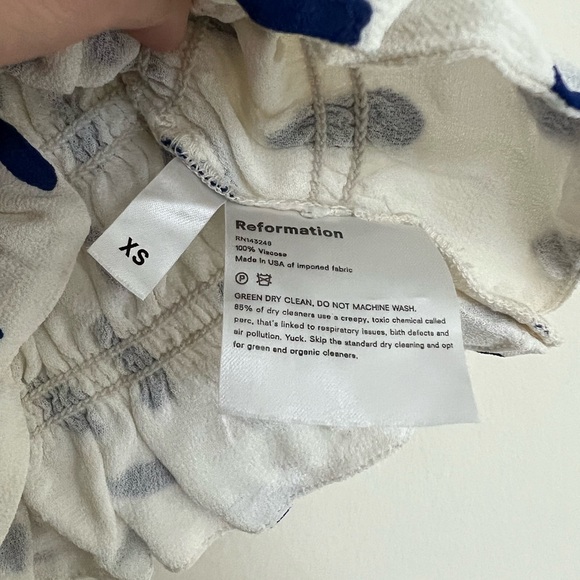 XS
Reformation
RN143249
100% Viscose
Made in USA of imported fabric
P
GREEN DRY CLEAN, DO NOT MACHINE WASH.
85% of dry cleaners use a creepy, toxic chemical called
perc, that's linked to respiratory issues, birth defects and
air pollution. Yuck. Skip the standard dry cleaning and opt
for green and organic cleaners.